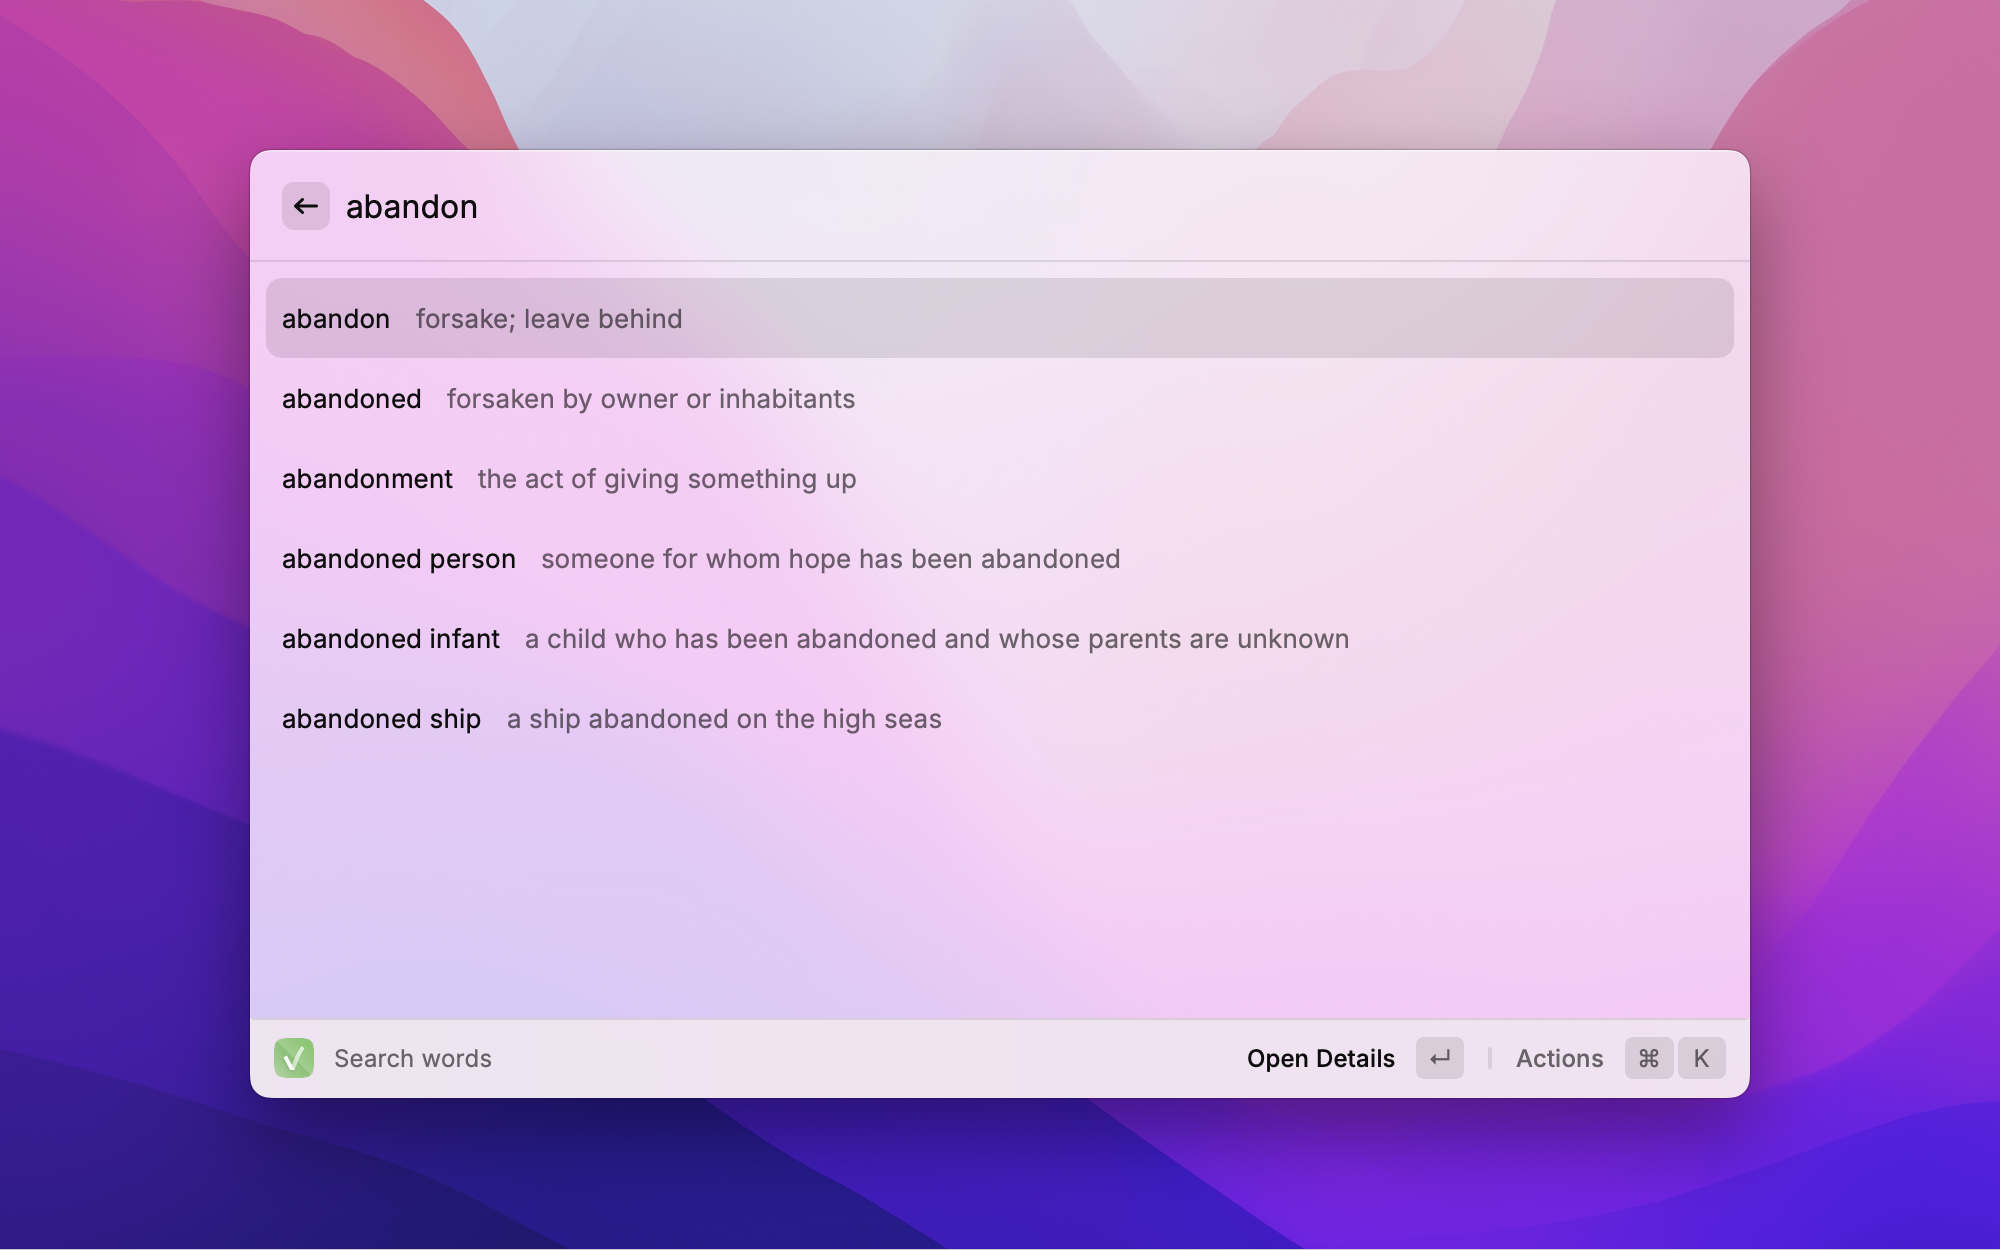 abandon
abandon forsake; leave behind
abandoned forsaken by owner or inhabitants
abandonment the act of giving something up
abandoned person someone for whom hope has been abandoned
abandoned infant a child who has been abandoned and whose parents are unknown
abandoned ship a ship abandoned on the high seas
Search words Open Details ↵ Actions ⌘ K